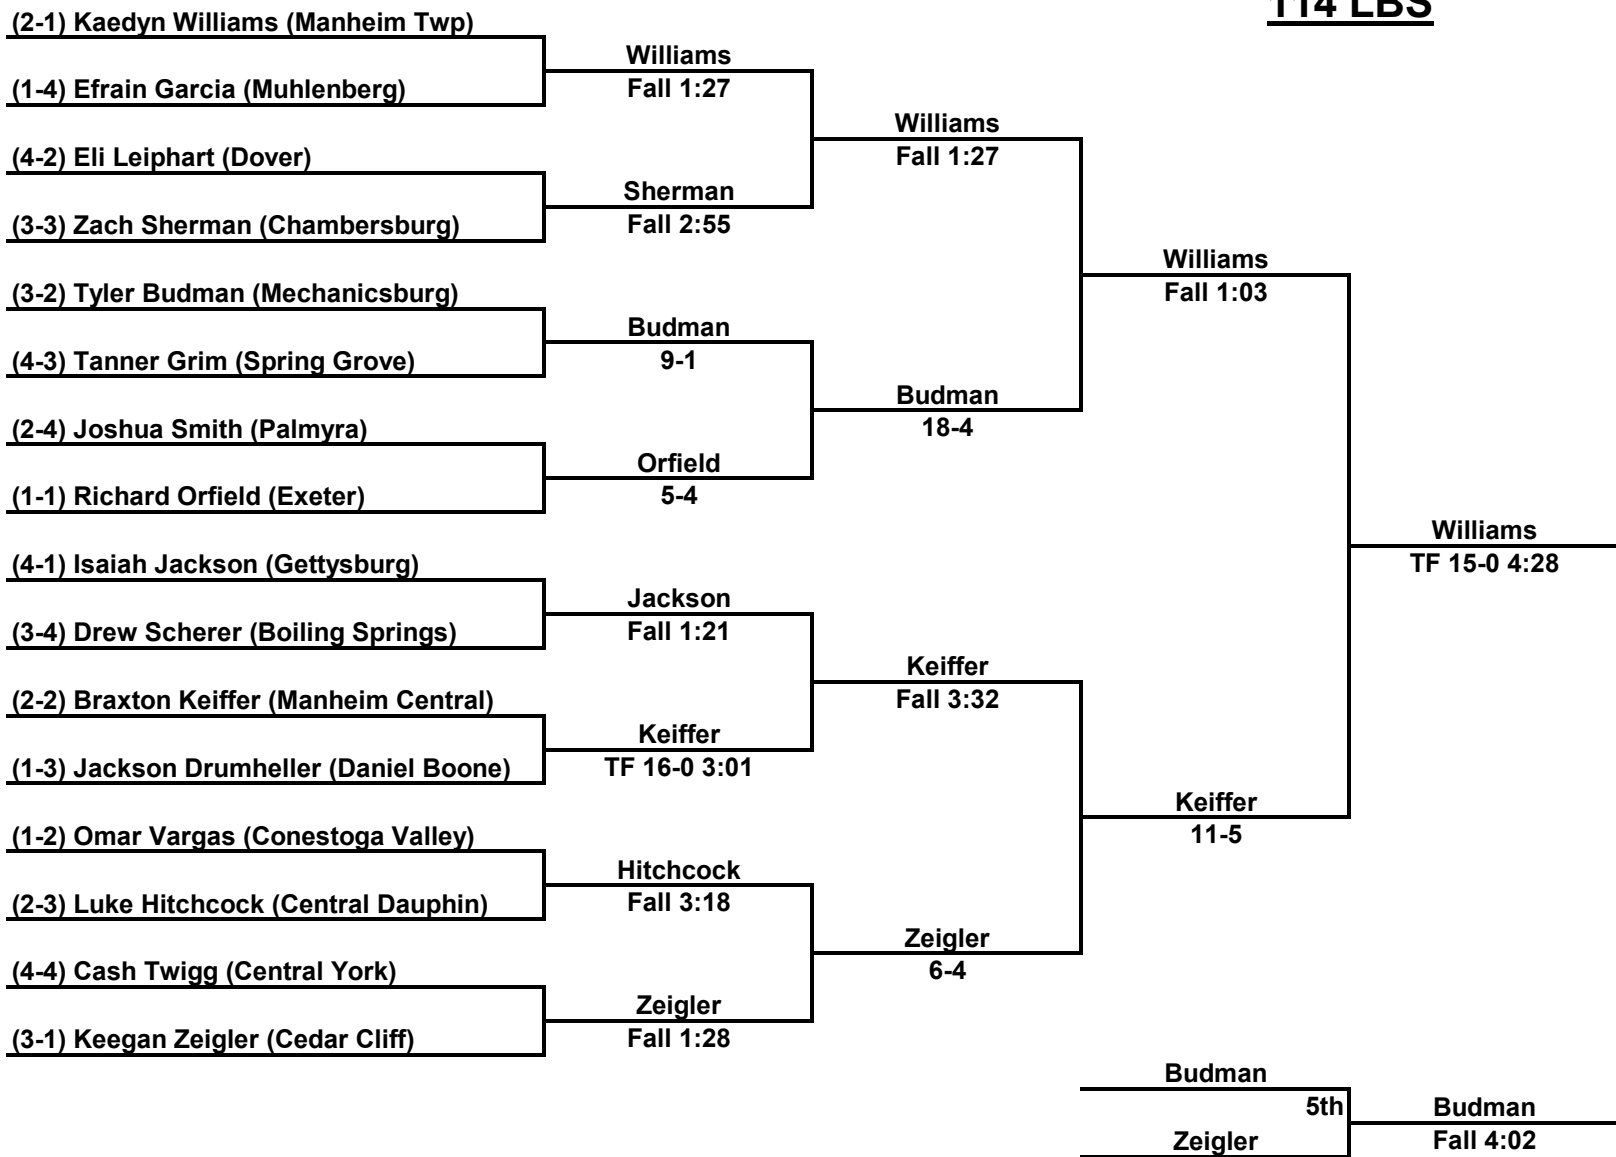 114 LBS
(2-1) Kaedyn Williams (Manheim Twp)
Williams
(1-4) Efrain Garcia (Muhlenberg)
Fall 1:27
Williams
(4-2) Eli Leiphart (Dover)
Fall 1:27
Sherman
(3-3) Zach Sherman (Chambersburg)
Fall 2:55
Williams
(3-2) Tyler Budman (Mechanicsburg)
Fall 1:03
Budman
(4-3) Tanner Grim (Spring Grove)
9-1
Budman
(2-4) Joshua Smith (Palmyra)
18-4
Orfield
(1-1) Richard Orfield (Exeter)
5-4
Williams
(4-1) Isaiah Jackson (Gettysburg)
TF 15-0 4:28
Jackson
(3-4) Drew Scherer (Boiling Springs)
Fall 1:21
Keiffer
(2-2) Braxton Keiffer (Manheim Central)
Fall 3:32
Keiffer
(1-3) Jackson Drumheller (Daniel Boone)
TF 16-0 3:01
Keiffer
(1-2) Omar Vargas (Conestoga Valley)
11-5
Hitchcock
(2-3) Luke Hitchcock (Central Dauphin)
Fall 3:18
Zeigler
(4-4) Cash Twigg (Central York)
6-4
Zeigler
(3-1) Keegan Zeigler (Cedar Cliff)
Fall 1:28
Budman
5th
Budman
Zeigler
Fall 4:02